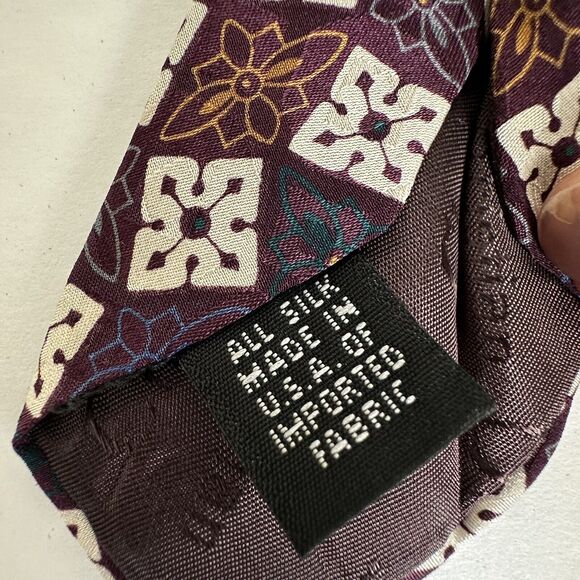 ALL SILK
MADE IN
U.S.A. OF
IMPORTED
FABRIC